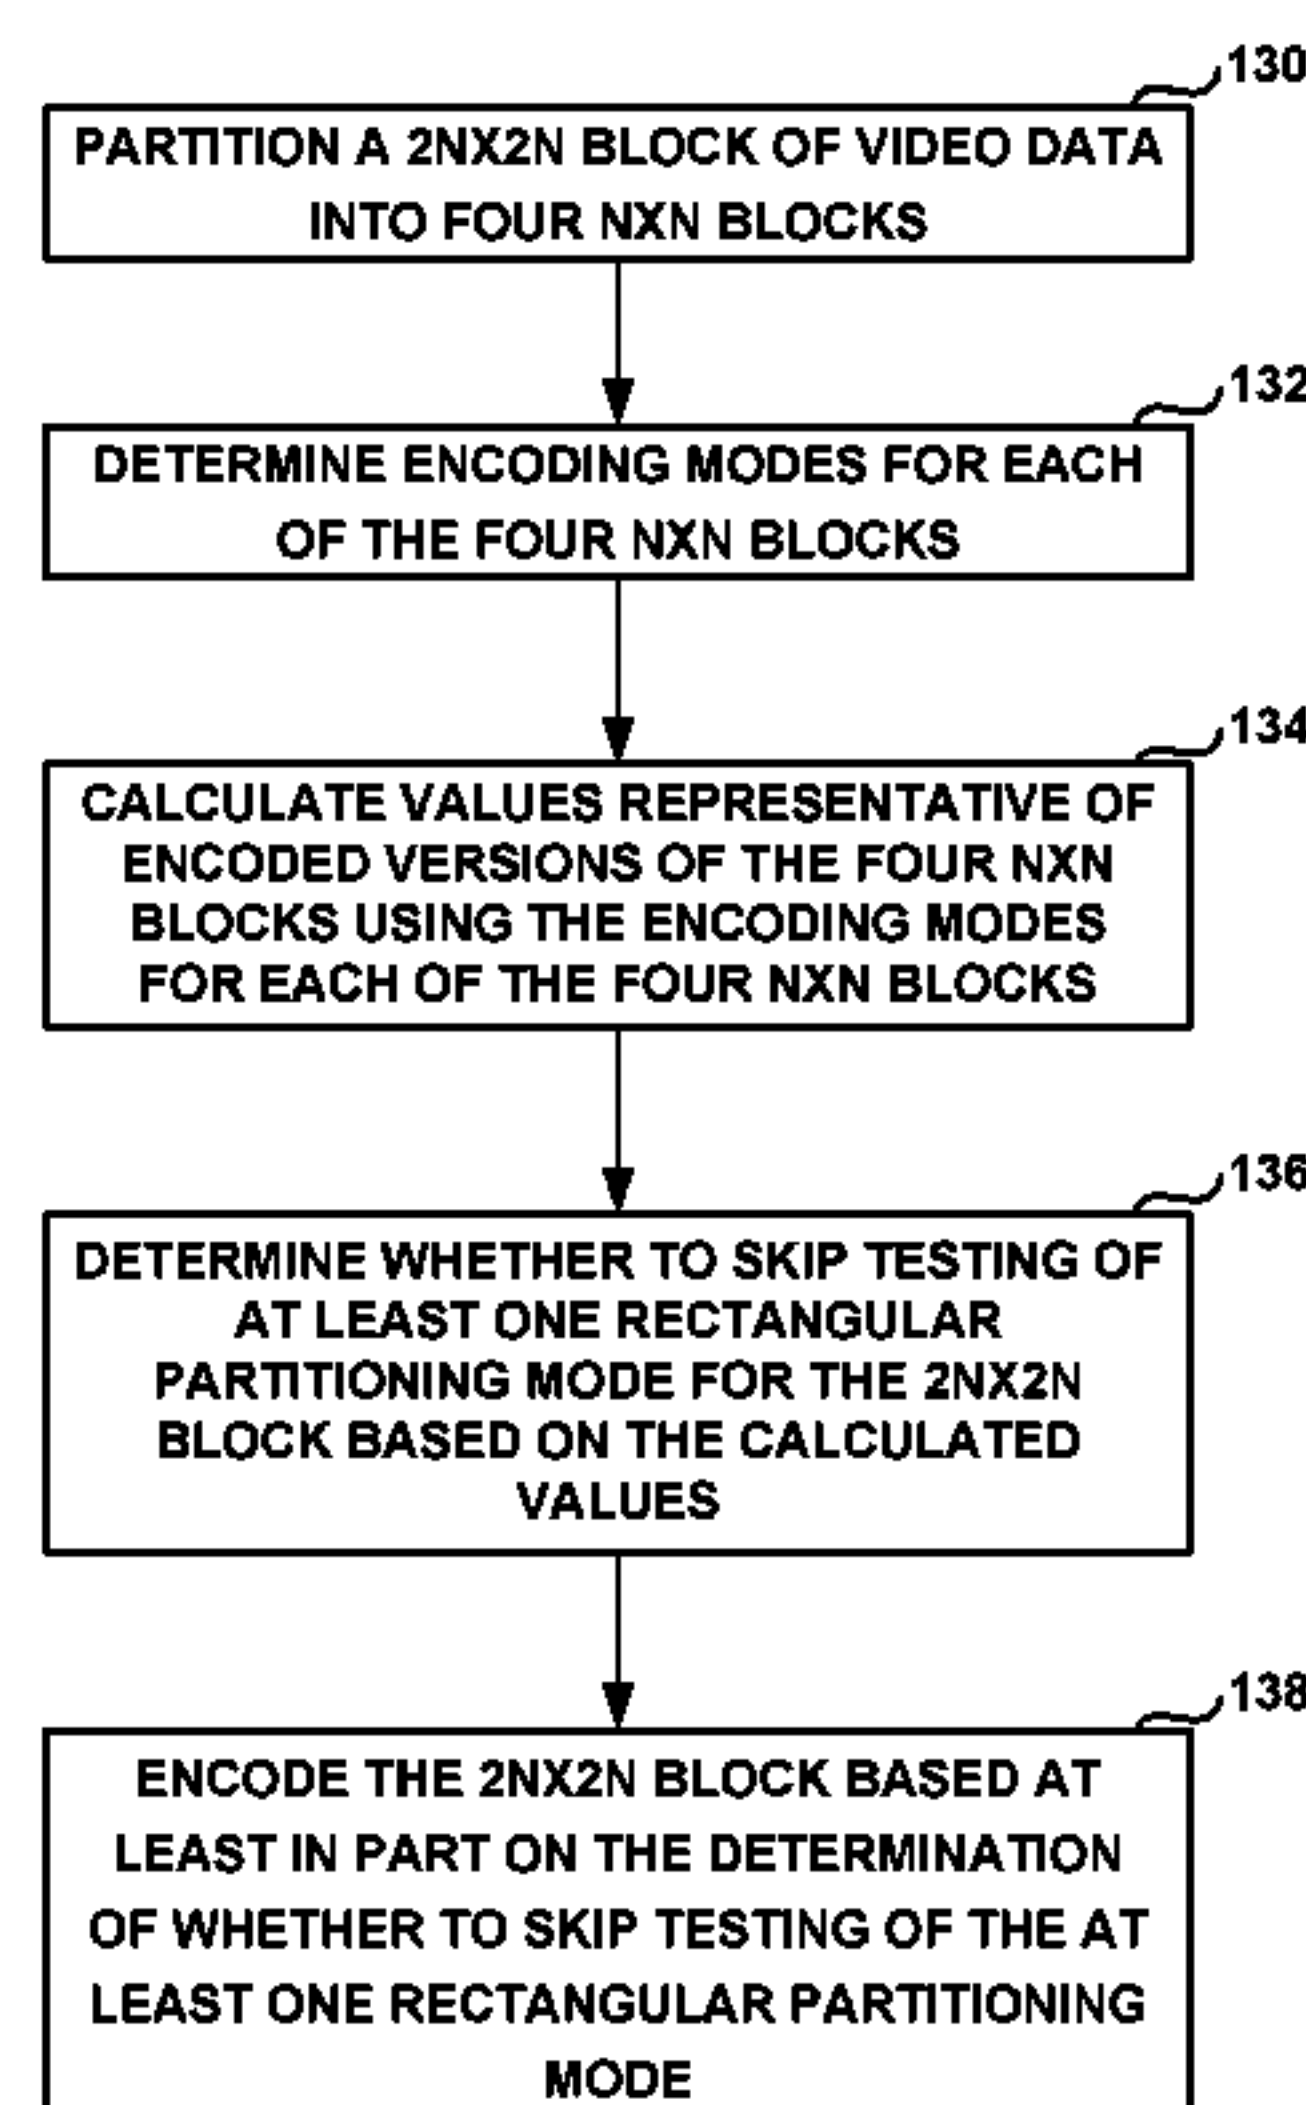 130
PARTITION A 2NX2N BLOCK OF VIDEO DATA
INTO FOUR NXN BLOCKS
132
DETERMINE ENCODING MODES FOR EACH
OF THE FOUR NXN BLOCKS
134
CALCULATE VALUES REPRESENTATIVE OF
ENCODED VERSIONS OF THE FOUR NXN
BLOCKS USING THE ENCODING MODES
FOR EACH OF THE FOUR NXN BLOCKS
136
DETERMINE WHETHER TO SKIP TESTING OF
AT LEAST ONE RECTANGULAR
PARTITIONING MODE FOR THE 2NX2N
BLOCK BASED ON THE CALCULATED
VALUES
138
ENCODE THE 2NX2N BLOCK BASED AT
LEAST IN PART ON THE DETERMINATION
OF WHETHER TO SKIP TESTING OF THE AT
LEAST ONE RECTANGULAR PARTITIONING
MODE